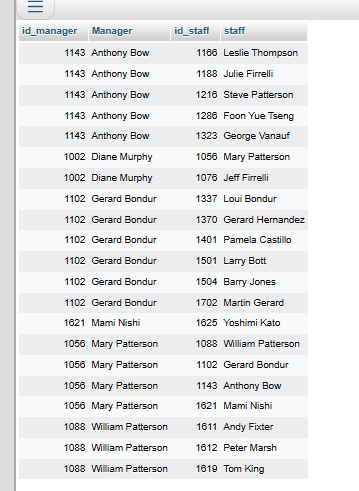 id_manager Manager id_staff staff
1143 Anthony Bow 1166 Leslie Thompson
1143 Anthony Bow 1188 Julie Firrelli
1143 Anthony Bow 1216 Steve Patterson
1143 Anthony Bow 1286 Foon Yue Tseng
1143 Anthony Bow 1323 George Vanauf
1002 Diane Murphy 1056 Mary Patterson
1002 Diane Murphy 1076 Jeff Firrelli
1102 Gerard Bondur 1337 Loui Bondur
1102 Gerard Bondur 1370 Gerard Hernandez
1102 Gerard Bondur 1401 Pamela Castillo
1102 Gerard Bondur 1501 Larry Bott
1102 Gerard Bondur 1504 Barry Jones
1102 Gerard Bondur 1702 Martin Gerard
1621 Mami Nishi 1625 Yoshimi Kato
1056 Mary Patterson 1088 William Patterson
1056 Mary Patterson 1102 Gerard Bondur
1056 Mary Patterson 1143 Anthony Bow
1056 Mary Patterson 1621 Mami Nishi
1088 William Patterson 1611 Andy Fixter
1088 William Patterson 1612 Peter Marsh
1088 William Patterson 1619 Tom King